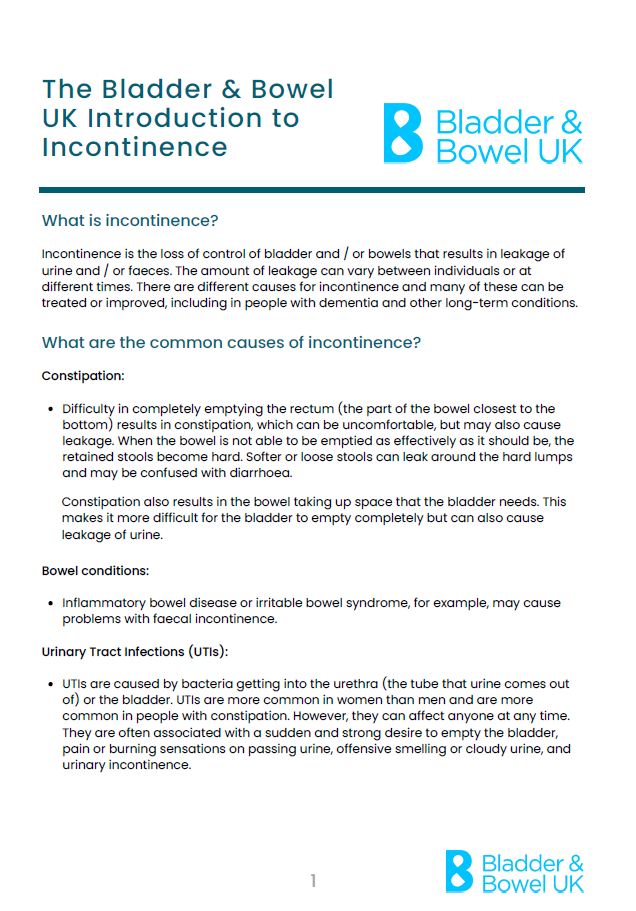 The Bladder & Bowel
UK Introduction to
Incontinence
Bladder &
Bowel UK
What is incontinence?
Incontinence is the loss of control of bladder and / or bowels that results in leakage of
urine and / or faeces. The amount of leakage can vary between individuals or at
different times. There are different causes for incontinence and many of these can be
treated or improved, including in people with dementia and other long-term conditions.
What are the common causes of incontinence?
Constipation:
• Difficulty in completely emptying the rectum (the part of the bowel closest to the
bottom) results in constipation, which can be uncomfortable, but may also cause
leakage. When the bowel is not able to be emptied as effectively as it should be, the
retained stools become hard. Softer or loose stools can leak around the hard lumps
and may be confused with diarrhoea.
Constipation also results in the bowel taking up space that the bladder needs. This
makes it more difficult for the bladder to empty completely but can also cause
leakage of urine.
Bowel conditions:
• Inflammatory bowel disease or irritable bowel syndrome, for example, may cause
problems with faecal incontinence.
Urinary Tract Infections (UTIs):
• UTIs are caused by bacteria getting into the urethra (the tube that urine comes out
of) or the bladder. UTIs are more common in women than men and are more
common in people with constipation. However, they can affect anyone at any time.
They are often associated with a sudden and strong desire to empty the bladder,
pain or burning sensations on passing urine, offensive smelling or cloudy urine, and
urinary incontinence.
1
Bladder &
Bowel UK